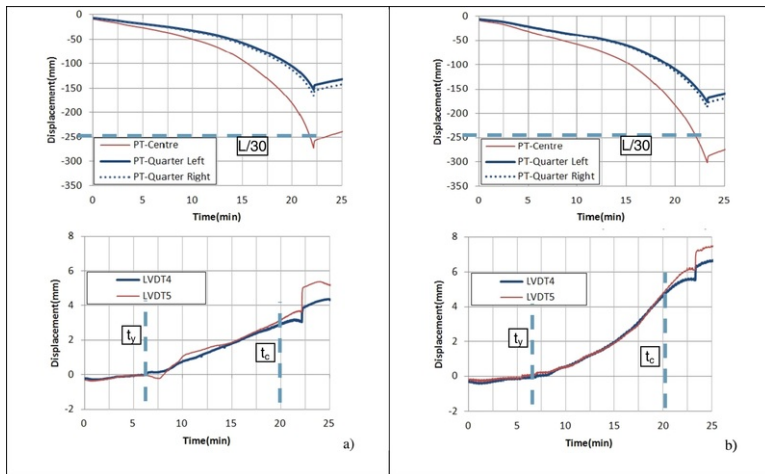 0
-50
-100
-150
-200
-250
-300
-350
Displacement(mm)
L/30
PT-Centre
PT-Quarter Left
PT-Quarter Right
0 5 10 15 20 25
Time(min)
8
6
4
2
0
-2
Displacement(mm)
LVDT4
LVDT5
ty
tc
0 5 10 15 20 25
Time(min)
a)
0
-50
-100
-150
-200
-250
-300
-350
Displacement(mm)
L/30
PT-Centre
PT-Quarter Left
PT-Quarter Right
0 5 10 15 20 25
Time(min)
8
6
4
2
0
-2
Displacement(mm)
LVDT4
LVDT5
ty
tc
0 5 10 15 20 25
Time(min)
b)